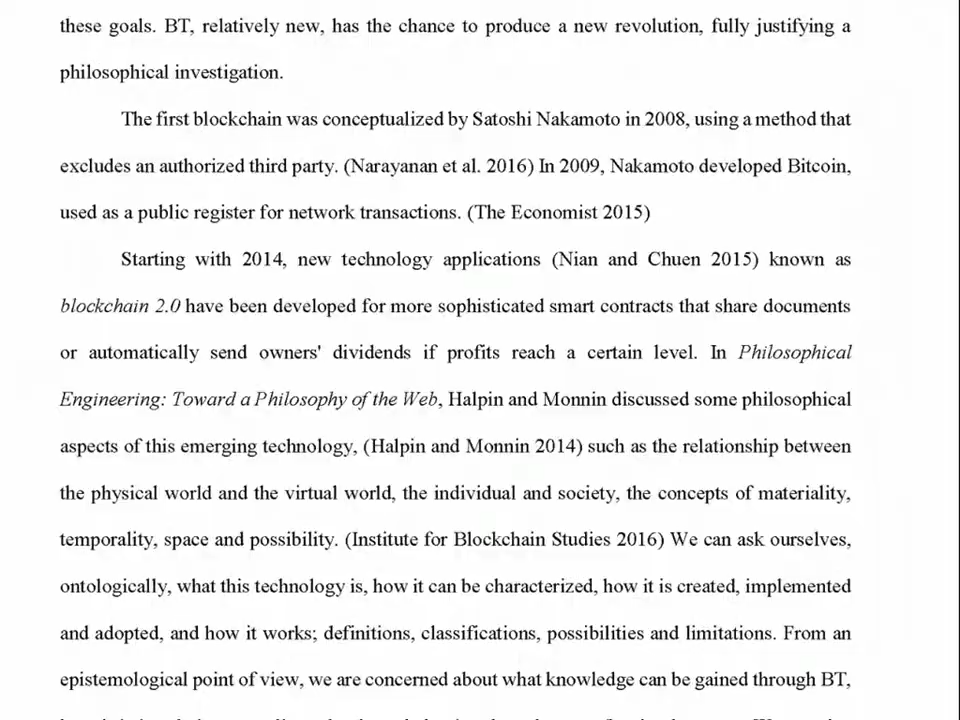 these goals. BT, relatively new, has the chance to produce a new revolution, fully justifying a
philosophical investigation.
The first blockchain was conceptualized by Satoshi Nakamoto in 2008, using a method that
excludes an authorized third party. (Narayanan et al. 2016) In 2009, Nakamoto developed Bitcoin,
used as a public register for network transactions. (The Economist 2015)
Starting with 2014, new technology applications (Nian and Chuen 2015) known as
blockchain 2.0 have been developed for more sophisticated smart contracts that share documents
or automatically send owners' dividends if profits reach a certain level. In Philosophical
Engineering: Toward a Philosophy of the Web, Halpin and Monnin discussed some philosophical
aspects of this emerging technology, (Halpin and Monnin 2014) such as the relationship between
the physical world and the virtual world, the individual and society, the concepts of materiality,
temporality, space and possibility. (Institute for Blockchain Studies 2016) We can ask ourselves,
ontologically, what this technology is, how it can be characterized, how it is created, implemented
and adopted, and how it works; definitions, classifications, possibilities and limitations. From an
epistemological point of view, we are concerned about what knowledge can be gained through BT,